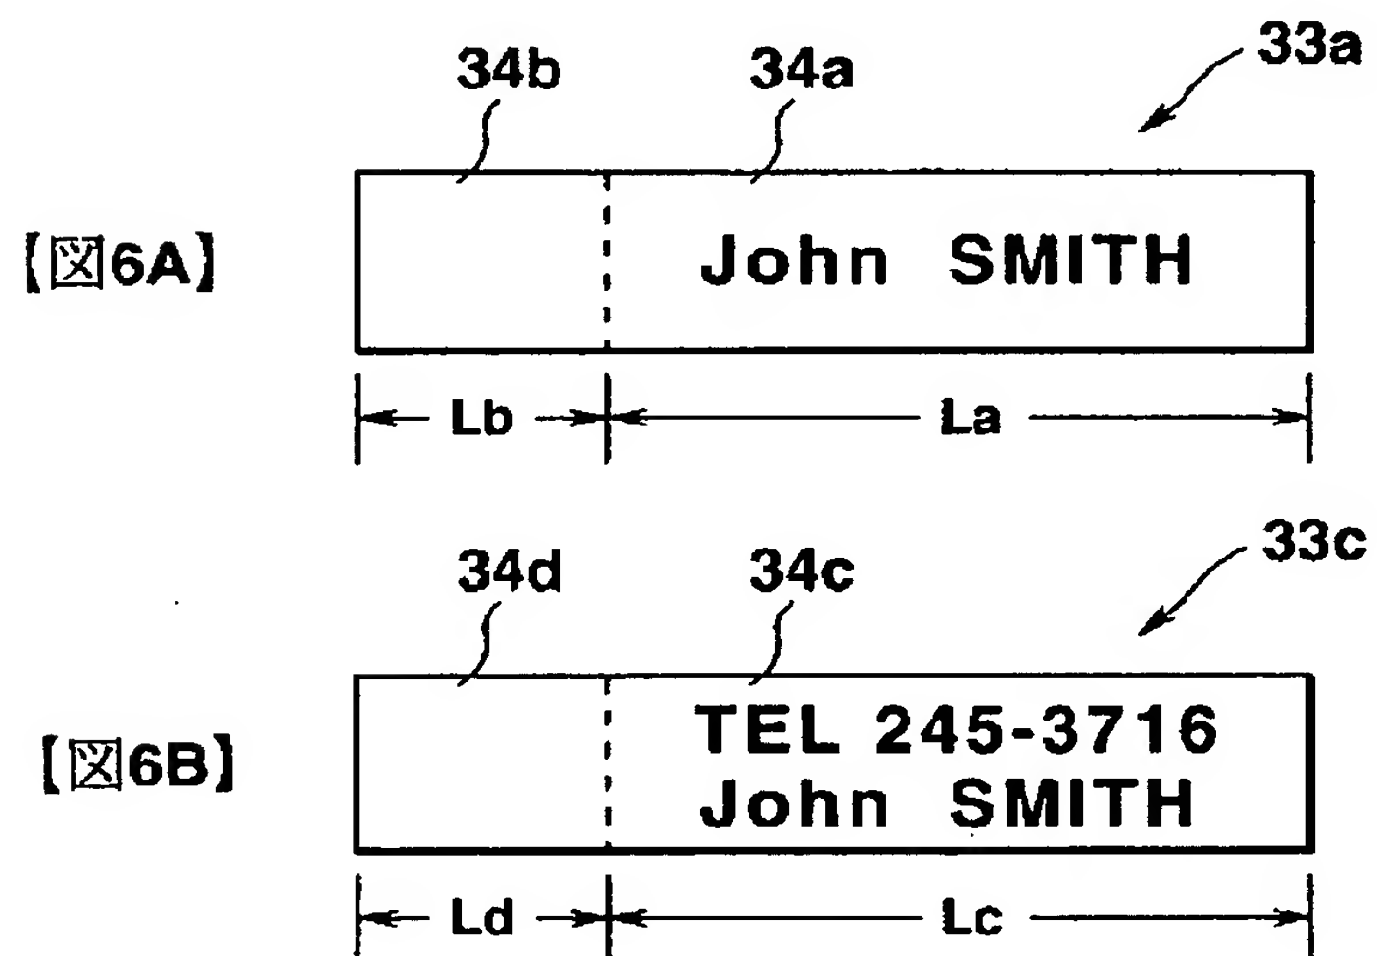 34b 34a 33a
【図6A】
John SMITH
Lb La
34d 34c 33c
【図6B】
TEL 245-3716
John SMITH
Ld Lc